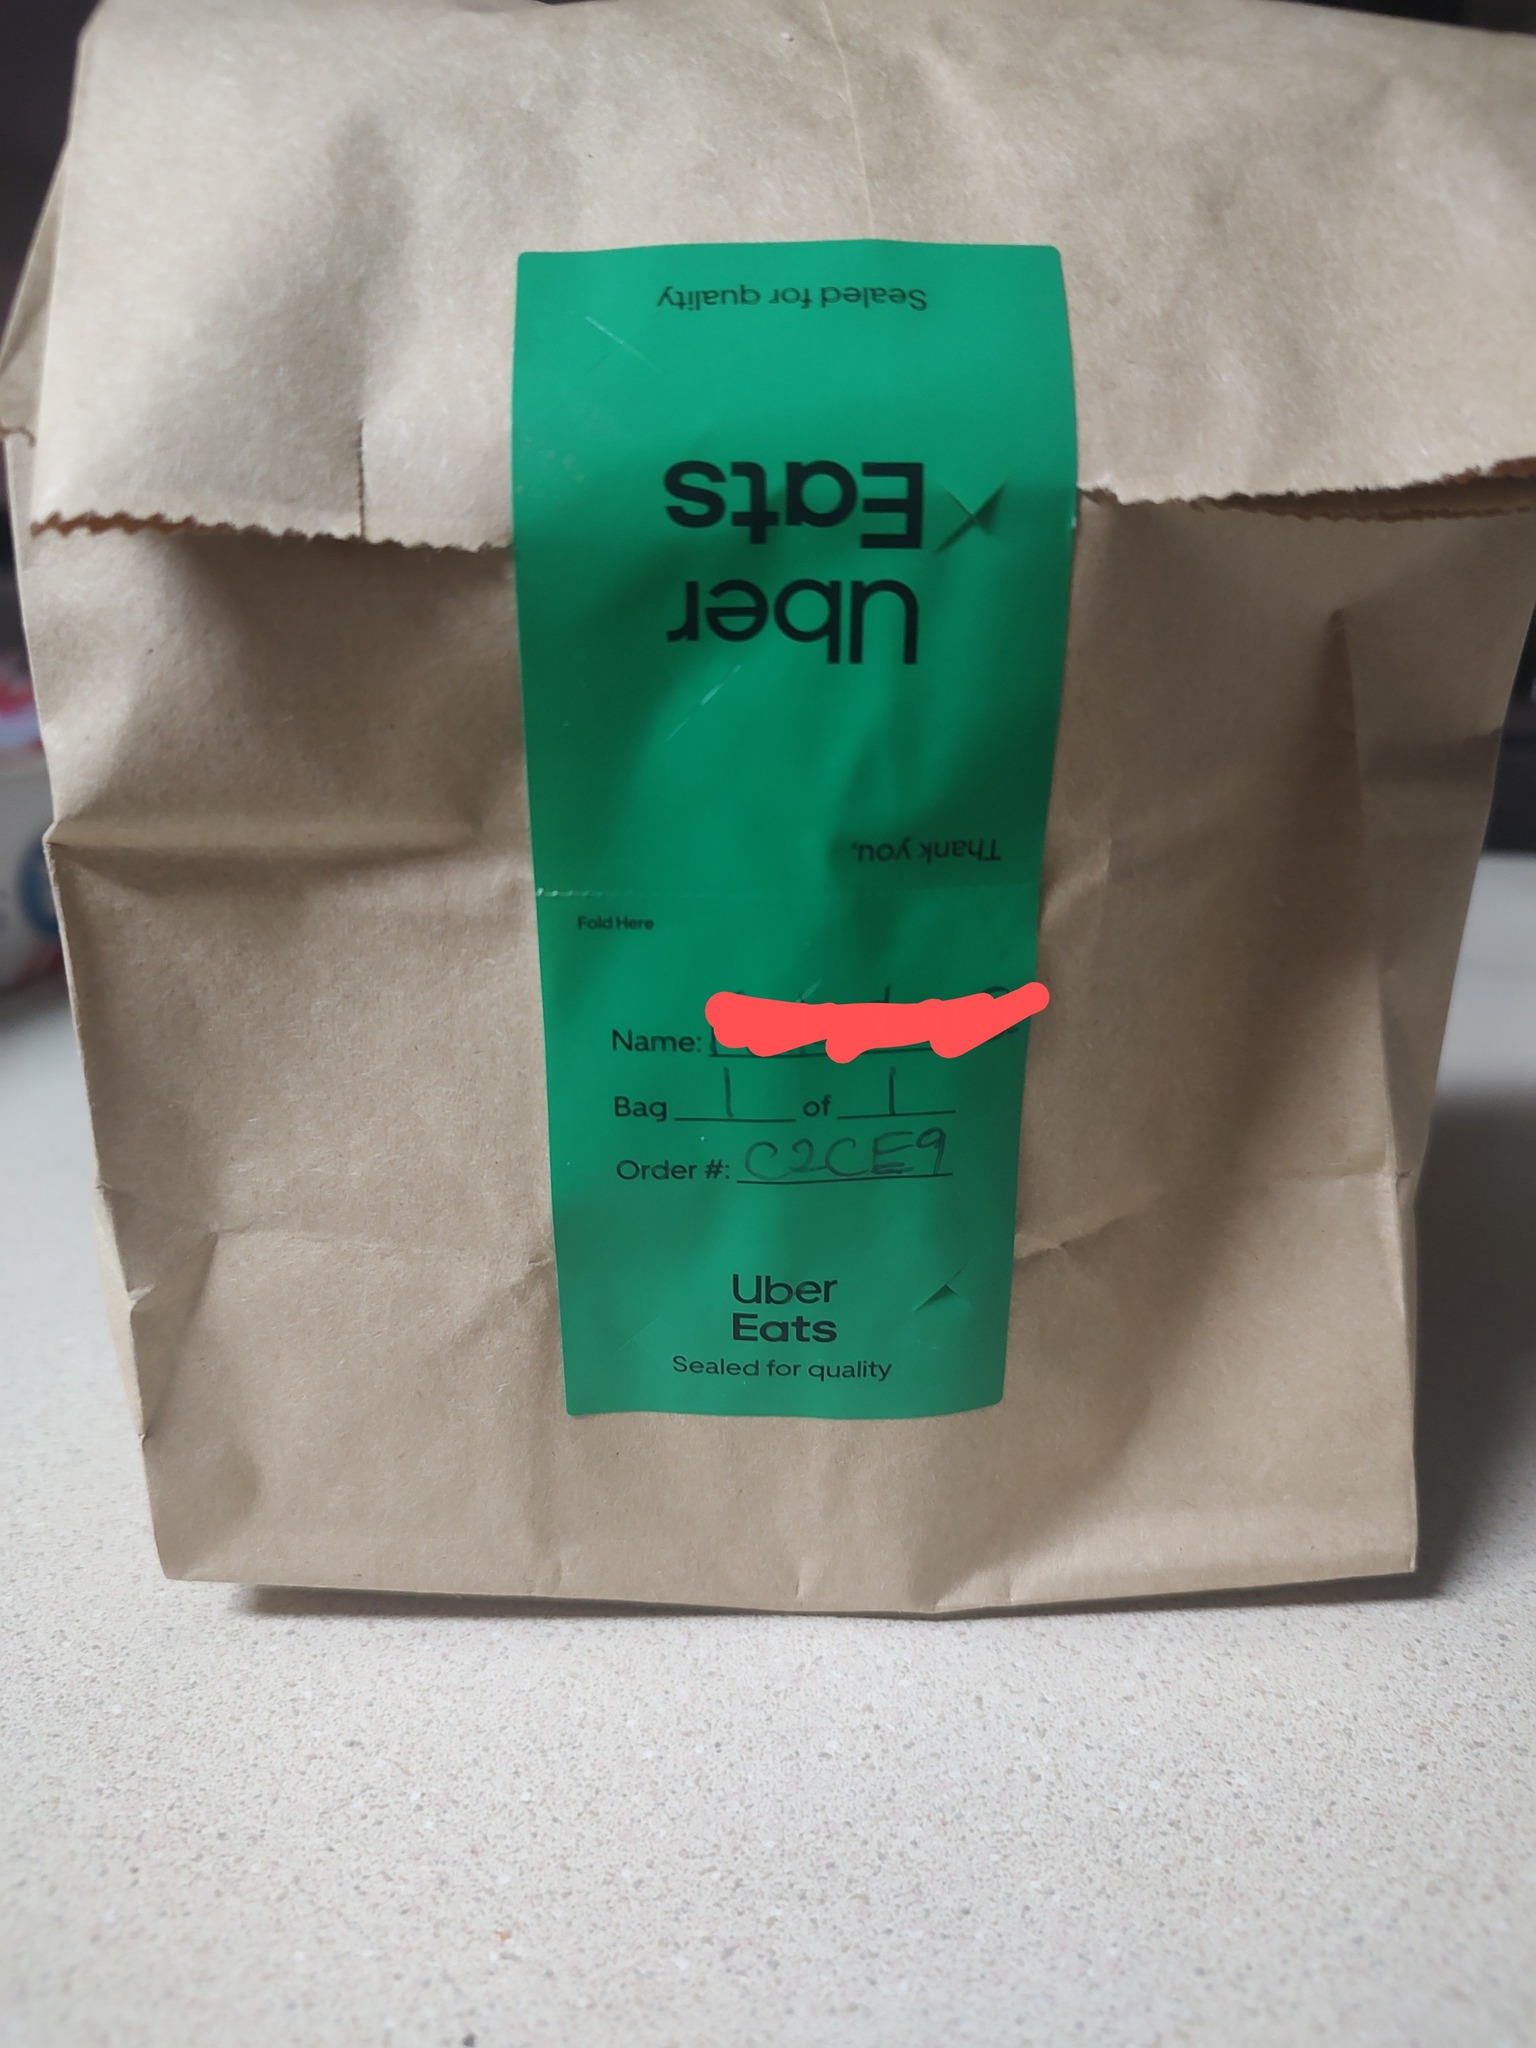 Sealed for quality
Uber
Eats
Thank you,
Fold Here
Name:
Bag 1 of 1
Order #: C2CE9
Uber
Eats
Sealed for quality